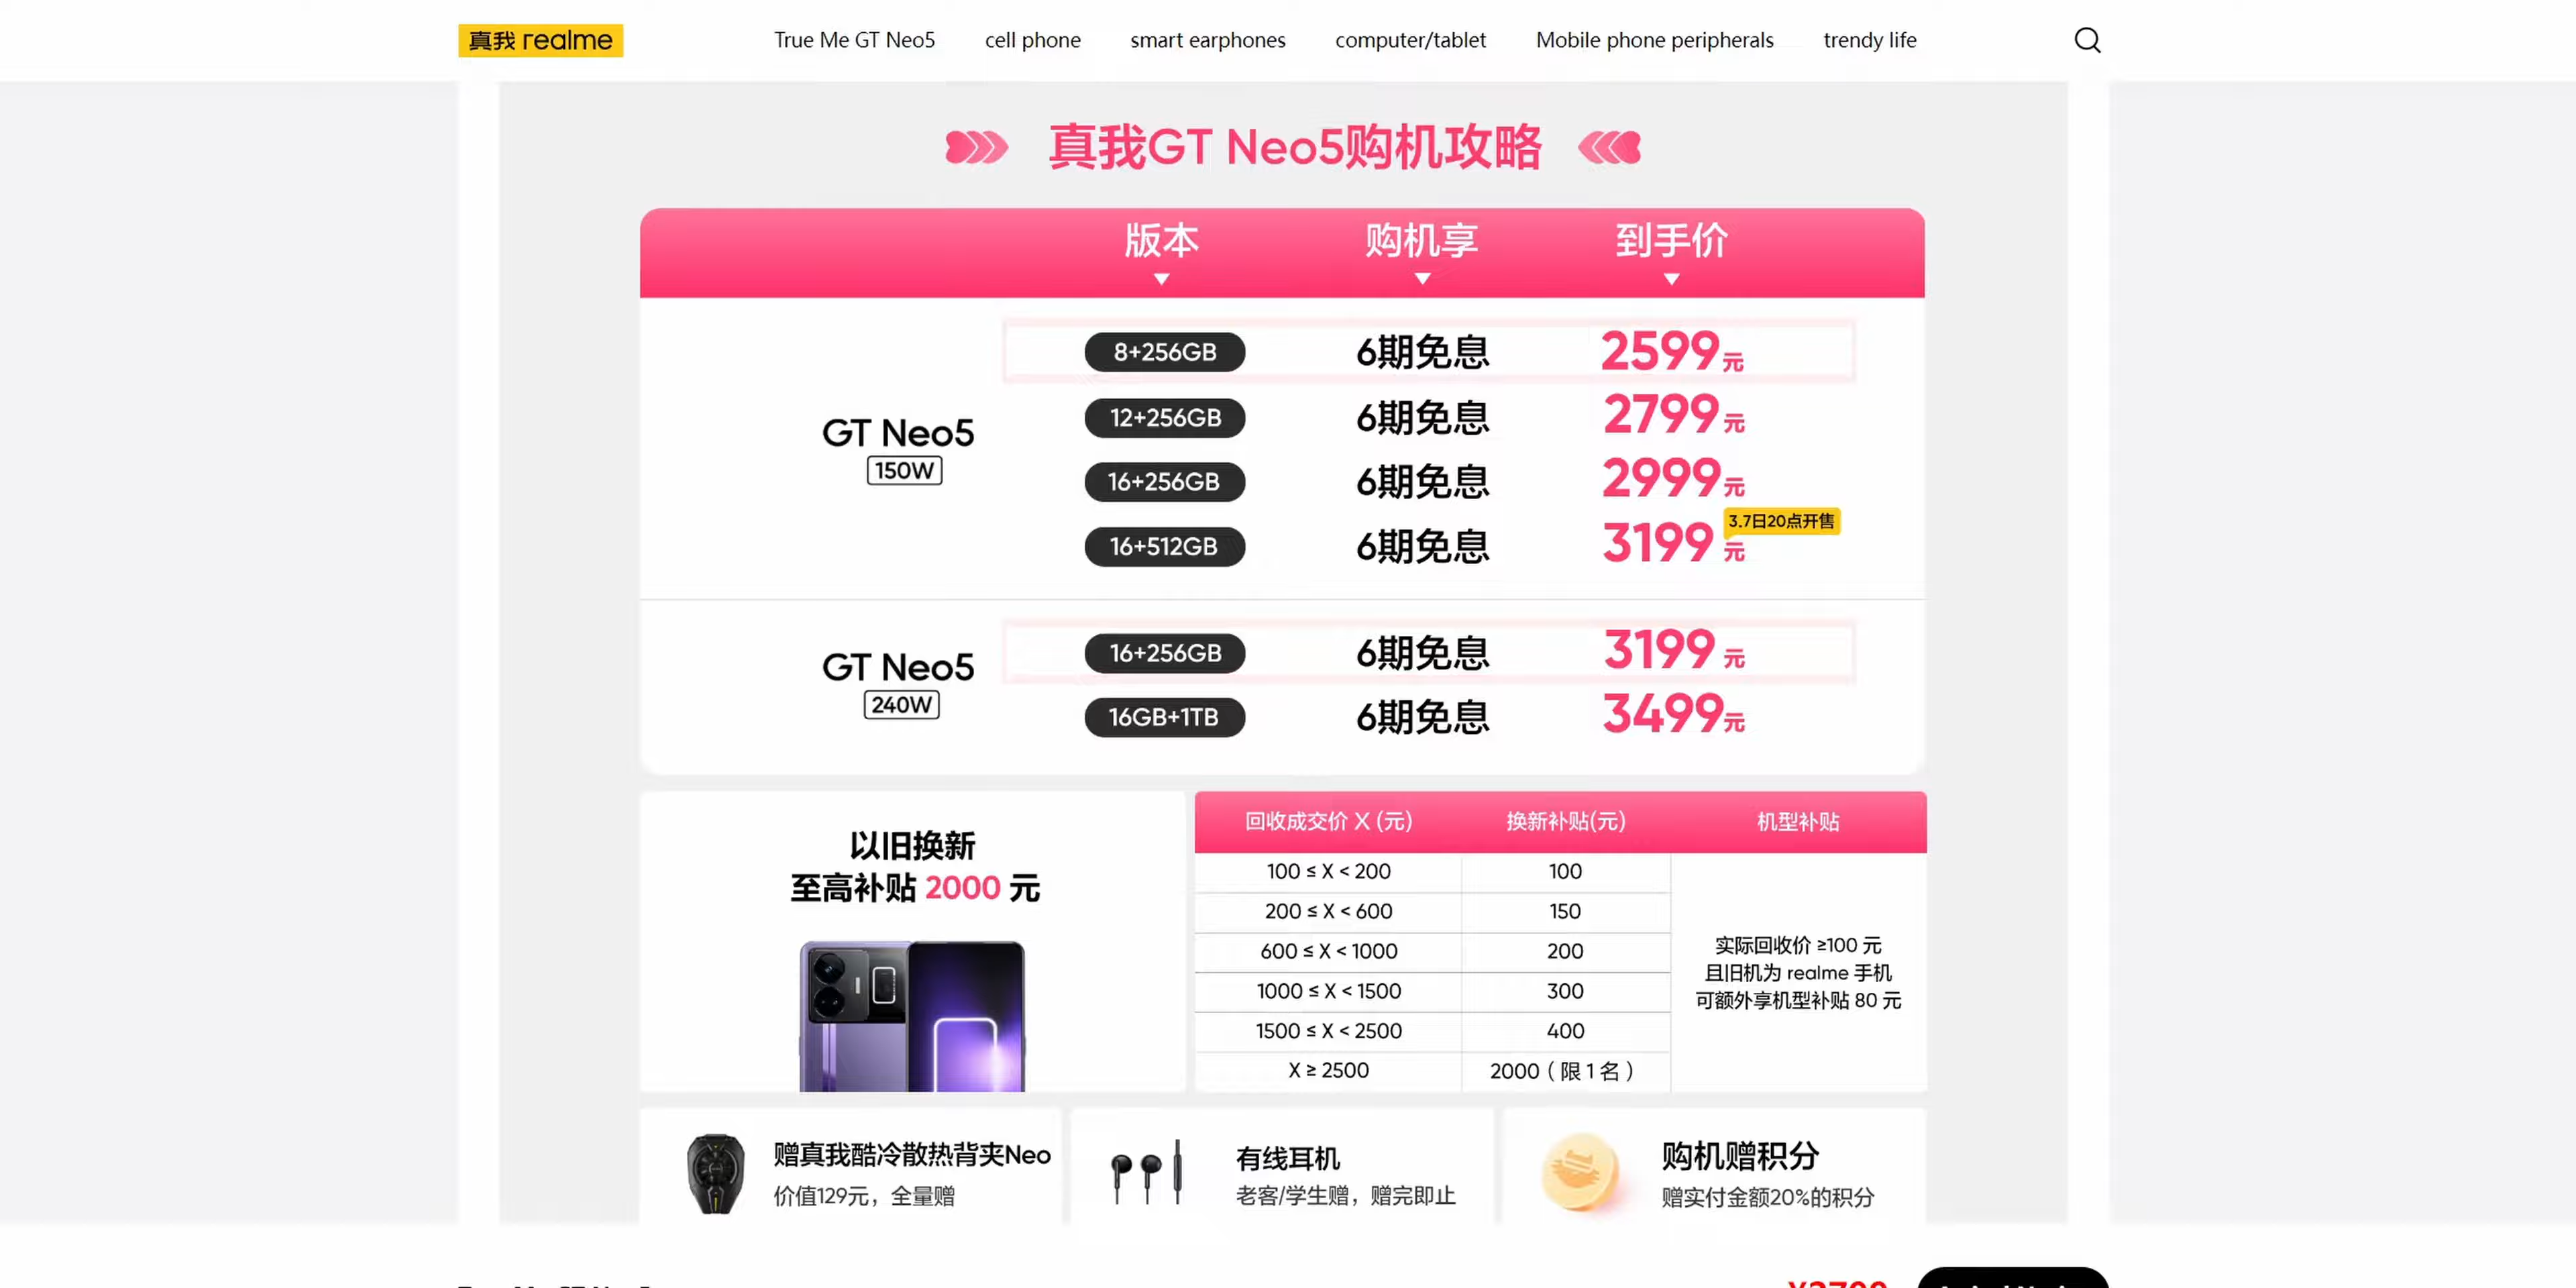 真我 realme
True Me GT Neo5 cell phone smart earphones computer/tablet Mobile phone peripherals trendy life
真我GT Neo5购机攻略
版本 购机享 到手价
8+256GB 6期免息 2599元
12+256GB 6期免息 2799元
GT Neo5
150W
16+256GB 6期免息 2999元
3.7日20点开售
16+512GB 6期免息 3199元
16+256GB 6期免息 3199元
GT Neo5
240W
16GB+1TB 6期免息 3499元
以旧换新
至高补贴 2000 元
回收成交价 X (元) 换新补贴(元) 机型补贴
100 ≤ X < 200 100
200 ≤ X < 600 150
600 ≤ X < 1000 200
1000 ≤ X < 1500 300
1500 ≤ X < 2500 400
X ≥ 2500 2000（限1名）
实际回收价 ≥100 元
且旧机为 realme 手机
可额外享机型补贴 80 元
赠真我酷冷散热背夹Neo
价值129元，全量赠
有线耳机
老客/学生赠，赠完即止
购机赠积分
赠实付金额20%的积分